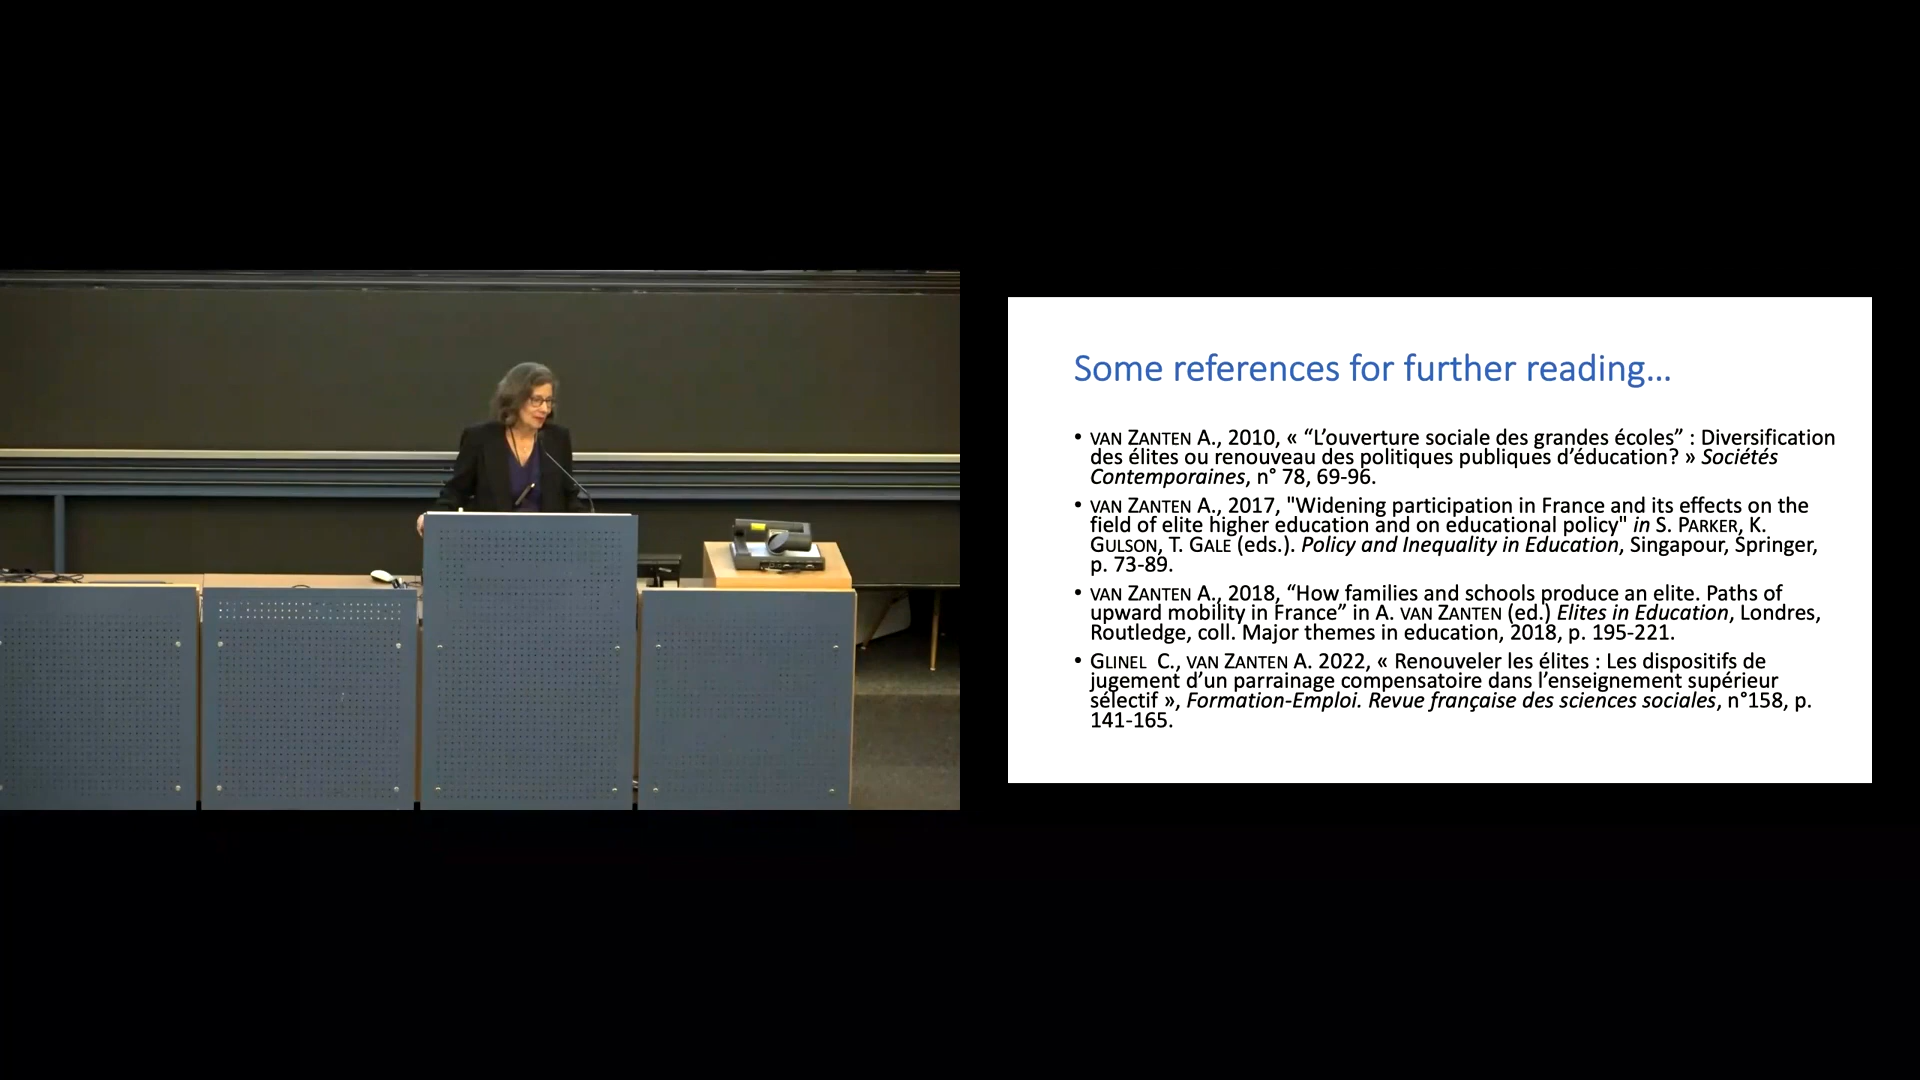 Some references for further reading…
• VAN ZANTEN A., 2010, « “L’ouverture sociale des grandes écoles” : Diversification
des élites ou renouveau des politiques publiques d’éducation? » Sociétés
Contemporaines, n° 78, 69-96.
• VAN ZANTEN A., 2017, "Widening participation in France and its effects on the
field of elite higher education and on educational policy" in S. PARKER, K.
GULSON, T. GALE (eds.). Policy and Inequality in Education, Singapour, Springer,
p. 73-89.
• VAN ZANTEN A., 2018, “How families and schools produce an elite. Paths of
upward mobility in France” in A. VAN ZANTEN (ed.) Elites in Education, Londres,
Routledge, coll. Major themes in education, 2018, p. 195-221.
• GLINEL C., VAN ZANTEN A. 2022, « Renouveler les élites : Les dispositifs de
jugement d’un parrainage compensatoire dans l’enseignement supérieur
sélectif », Formation-Emploi. Revue française des sciences sociales, n°158, p.
141-165.